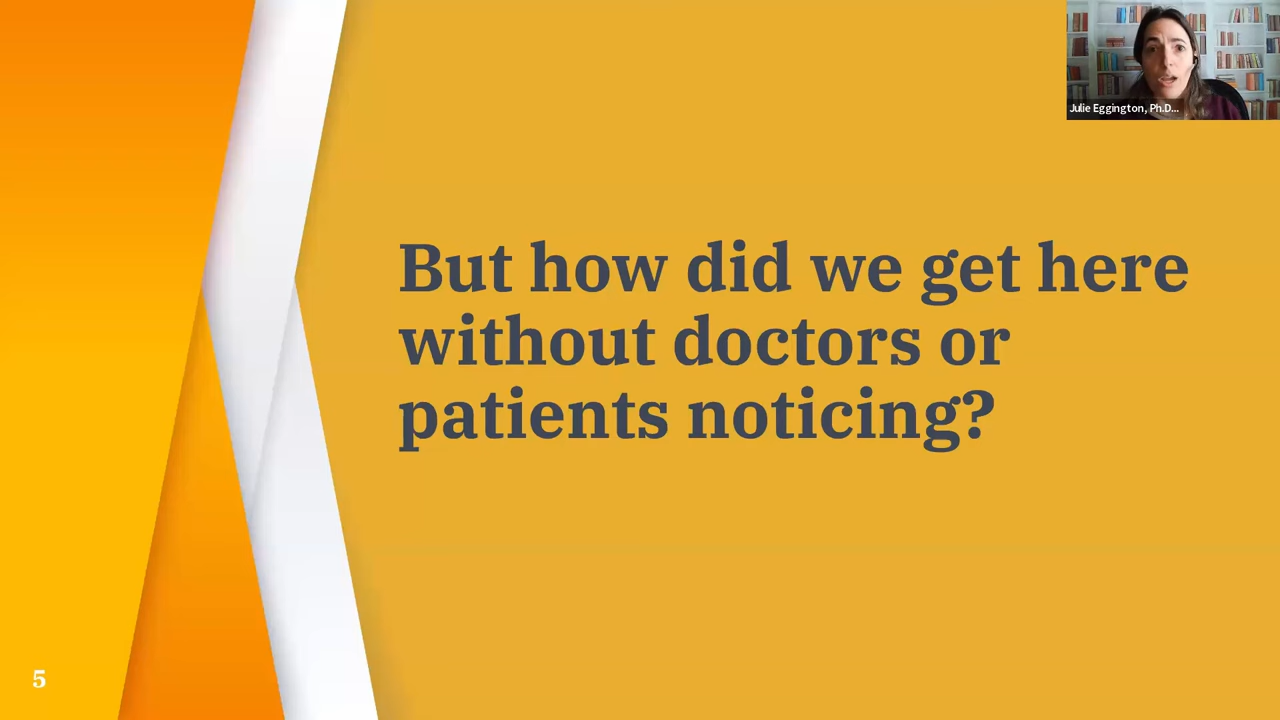 Julie Eggington, Ph.D...
But how did we get here
without doctors or
patients noticing?
5